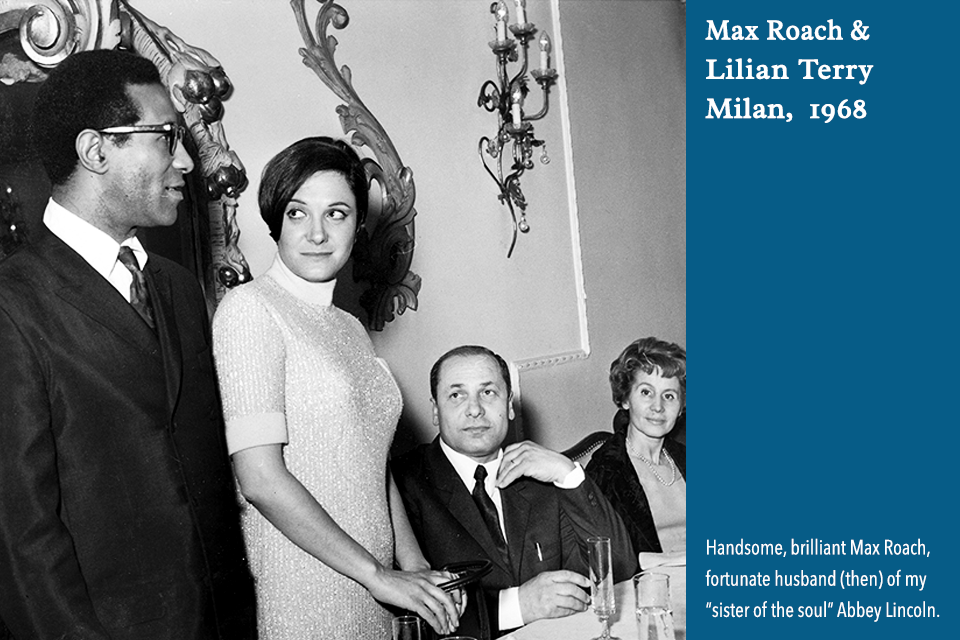 Max Roach &
Lilian Terry
Milan, 1968
Handsome, brilliant Max Roach,
fortunate husband (then) of my
“sister of the soul” Abbey Lincoln.